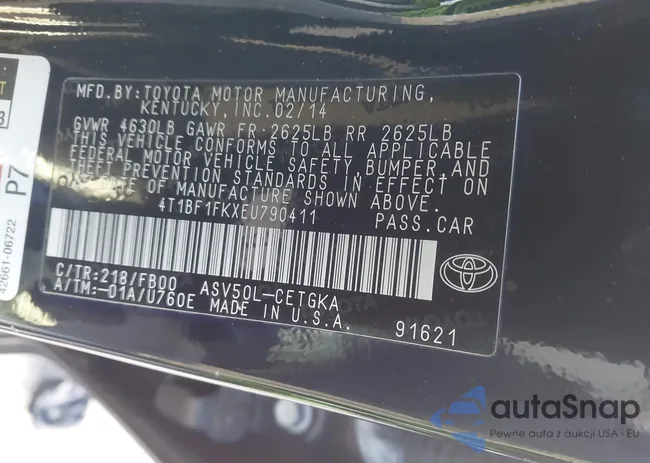 MFD.BY:TOYOTA MOTOR MANUFACTURING,
KENTUCKY,INC.02/14
GVWR 4630LB GAWR FR:2625LB RR 2625LB
THIS VEHICLE CONFORMS TO ALL APPLICABLE
FEDERAL MOTOR VEHICLE SAFETY,BUMPER,AND
THEFT PREVENTION STANDARDS IN EFFECT ON
DATE OF MANUFACTURE SHOWN ABOVE.
4T1BF1FKXEU790411
PASS.CAR
C/TR:218/FB00 ASV50L-CETGKA
A/TM:-01A/U760E MADE IN U.S.A.
91621
P7
42661-06722
autaSnap
Pewne auta z aukcji USA i EU